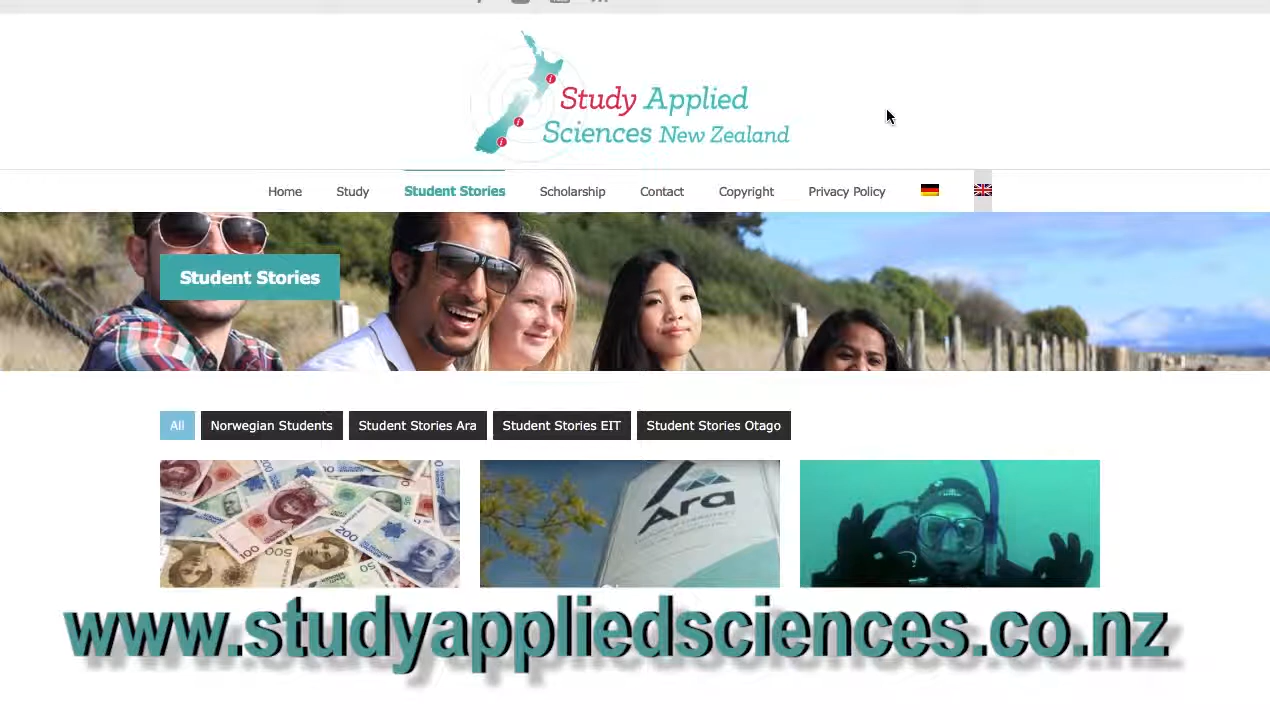 Study Applied
Sciences New Zealand
Home Study Student Stories Scholarship Contact Copyright Privacy Policy
Student Stories
All Norwegian Students Student Stories Ara Student Stories EIT Student Stories Otago
Ara
www.studyappliedsciences.co.nz